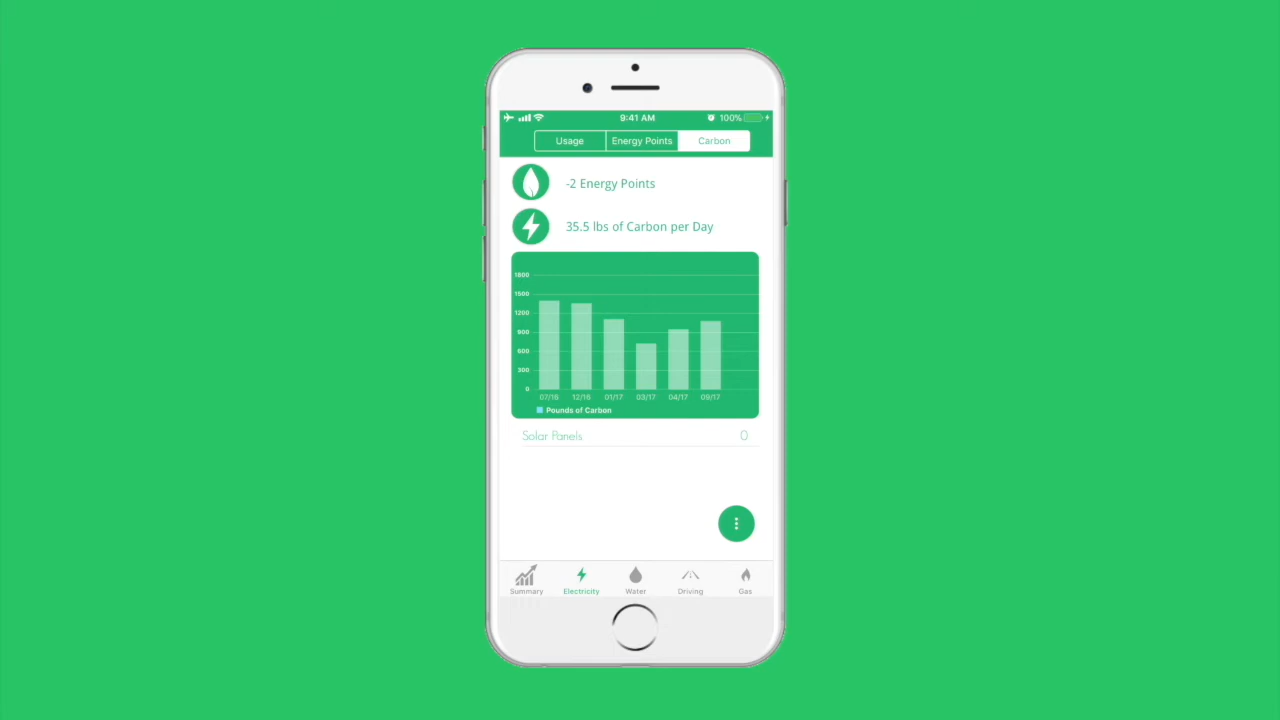 9:41 AM 100%
Usage Energy Points Carbon
-2 Energy Points
35.5 lbs of Carbon per Day
1800
1500
1200
900
600
300
0
07/16 12/16 01/17 03/17 04/17 09/17
Pounds of Carbon
Solar Panels 0
Summary Electricity Water Driving Gas